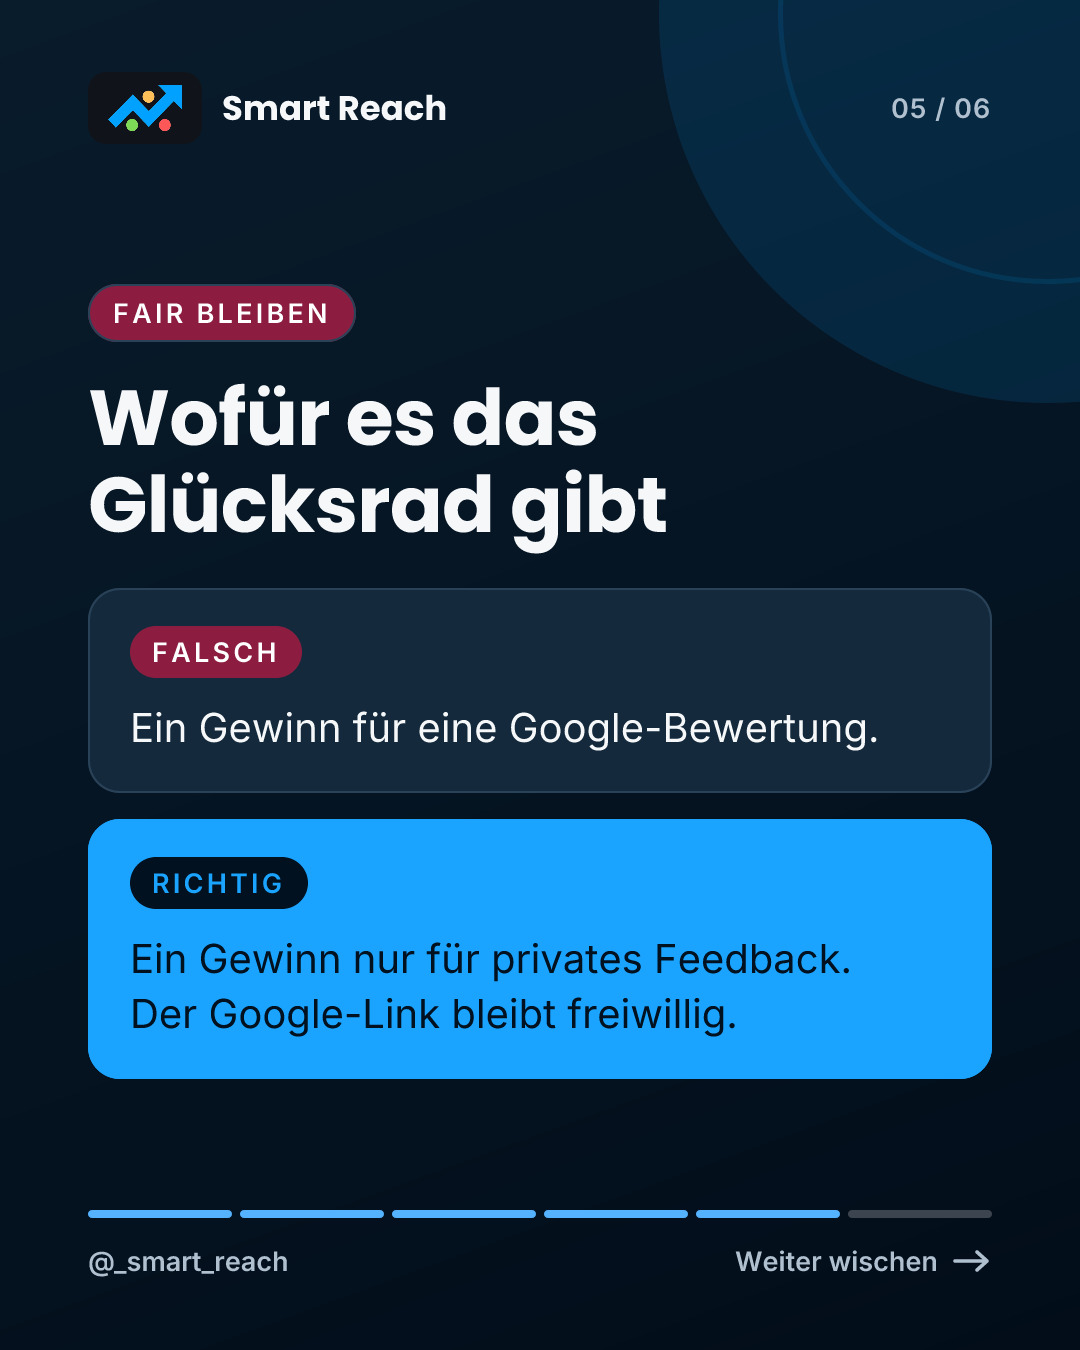 Smart Reach
05 / 06
FAIR BLEIBEN
Wofür es das
Glücksrad gibt
FALSCH
Ein Gewinn für eine Google-Bewertung.
RICHTIG
Ein Gewinn nur für privates Feedback.
Der Google-Link bleibt freiwillig.
@_smart_reach
Weiter wischen →